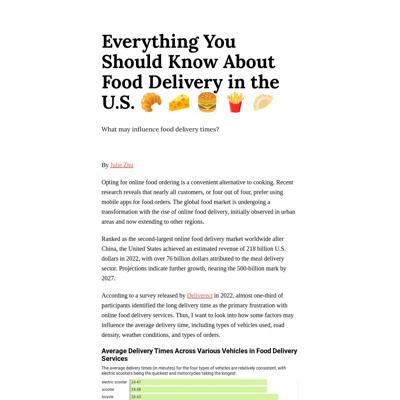 Everything You
Should Know About
Food Delivery in the
U.S. 🥐 🧀 🍔 🍟 🥟
What may influence food delivery times?
By Julie Zhu
Opting for online food ordering is a convenient alternative to cooking. Recent
research reveals that nearly all customers, or four out of four, prefer using
mobile apps for food orders. The global food market is undergoing a
transformation with the rise of online food delivery, initially observed in urban
areas and now extending to other regions.
Ranked as the second-largest online food delivery market worldwide after
China, the United States achieved an estimated revenue of 218 billion U.S.
dollars in 2022, with over 76 billion dollars attributed to the meal delivery
sector. Projections indicate further growth, nearing the 500-billion mark by
2027.
According to a survey released by Deliverect in 2022, almost one-third of
participants identified the long delivery time as the primary frustration with
online food delivery services. Thus, I want to look into how some factors may
influence the average delivery time, including types of vehicles used, road
density, weather conditions, and types of orders.
Average Delivery Times Across Various Vehicles in Food Delivery
Services
The average delivery times (in minutes) for the four types of vehicles are relatively consistent, with
electric scooters being the quickest and motorcycles taking the longest.
electric scooter 24.47
scooter 24.48
bicycle 26.43